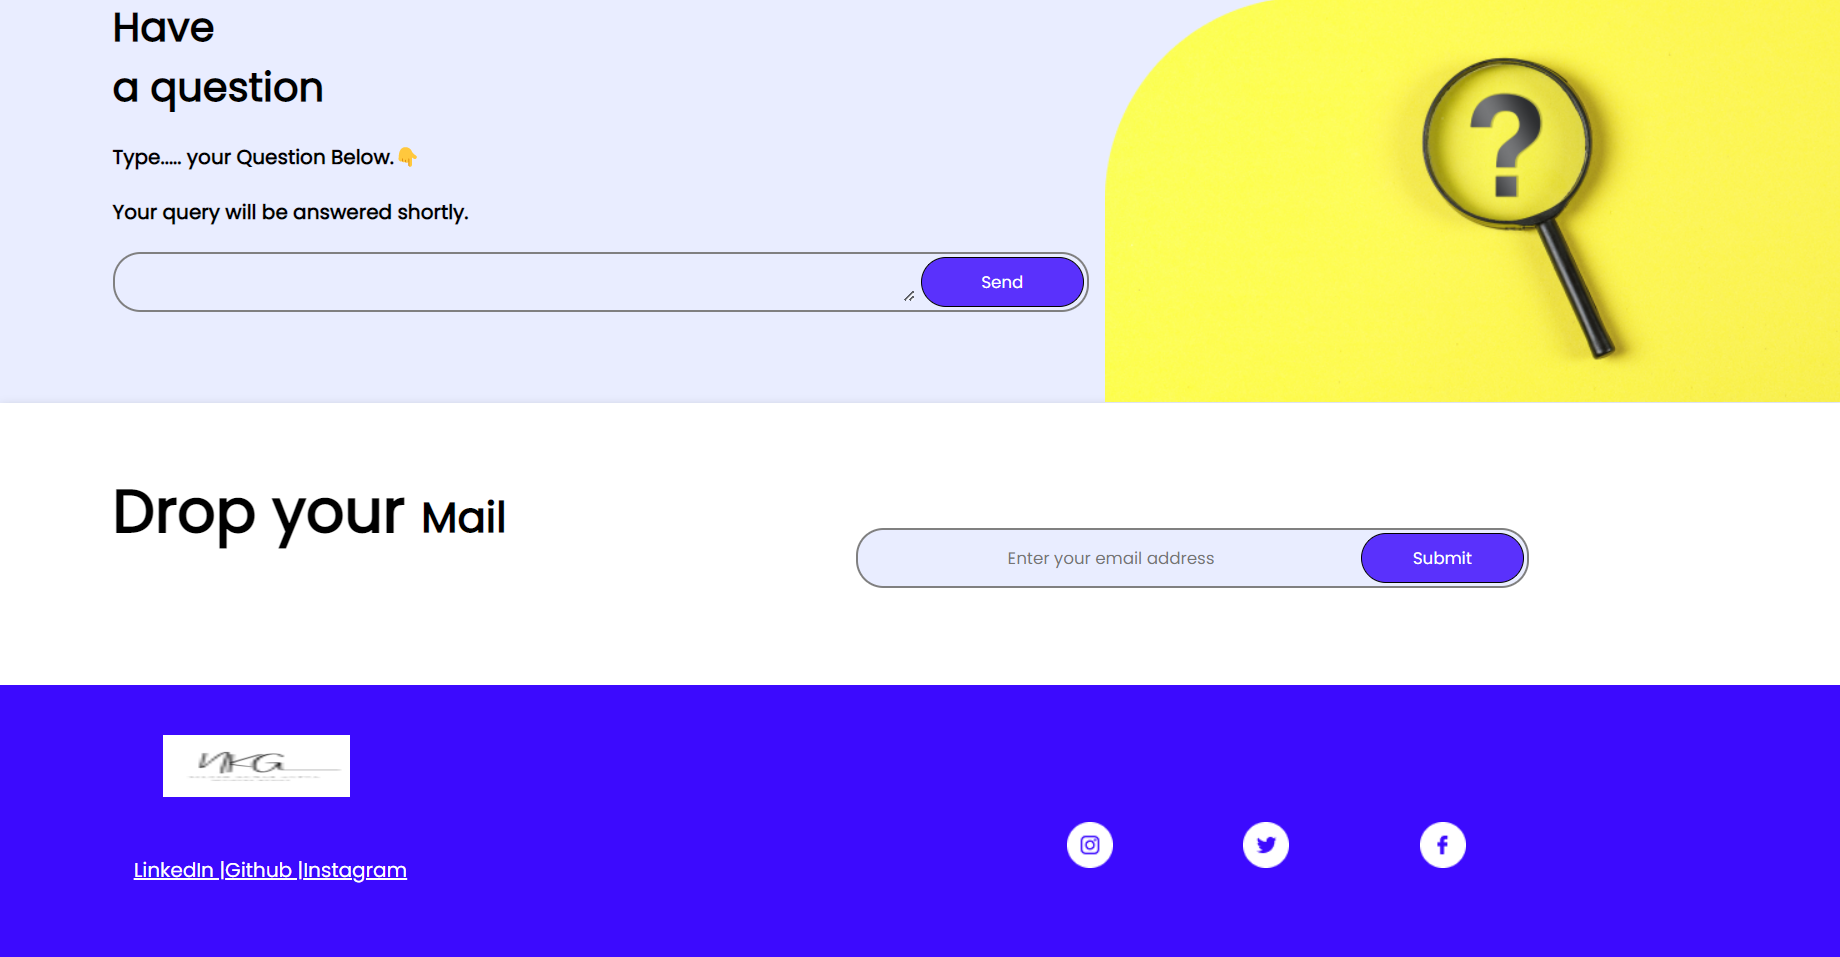 Have
a question
Type..... your Question Below.👇
Your query will be answered shortly.
Send
?
Drop your Mail
Enter your email address
Submit
NKG
LinkedIn |Github |Instagram